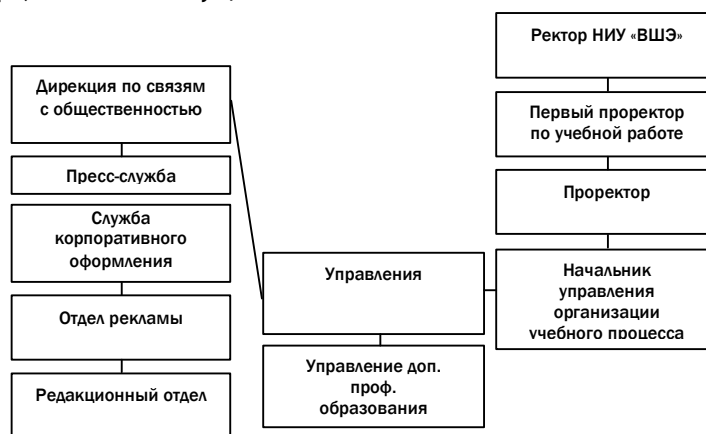 Ректор НИУ «ВШЭ»
Дирекция по связям
с общественностью
Первый проректор
по учебной работе
Пресс-служба
Проректор
Служба
корпоративного
оформления
Управления
Начальник
управления
организации
учебного процесса
Отдел рекламы
Управление доп.
проф.
образования
Редакционный отдел